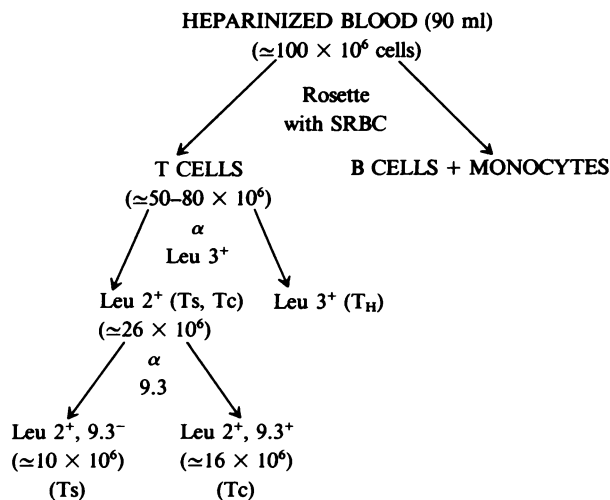 HEPARINIZED BLOOD (90 ml)
(≃100 × 10⁶ cells)
Rosette
with SRBC
T CELLS B CELLS + MONOCYTES
(≃50–80 × 10⁶)
α
Leu 3⁺
Leu 2⁺ (Ts, Tc) Leu 3⁺ (T_H)
(≃26 × 10⁶)
α
9.3
Leu 2⁺, 9.3⁻ Leu 2⁺, 9.3⁺
(≃10 × 10⁶) (≃16 × 10⁶)
(Ts) (Tc)